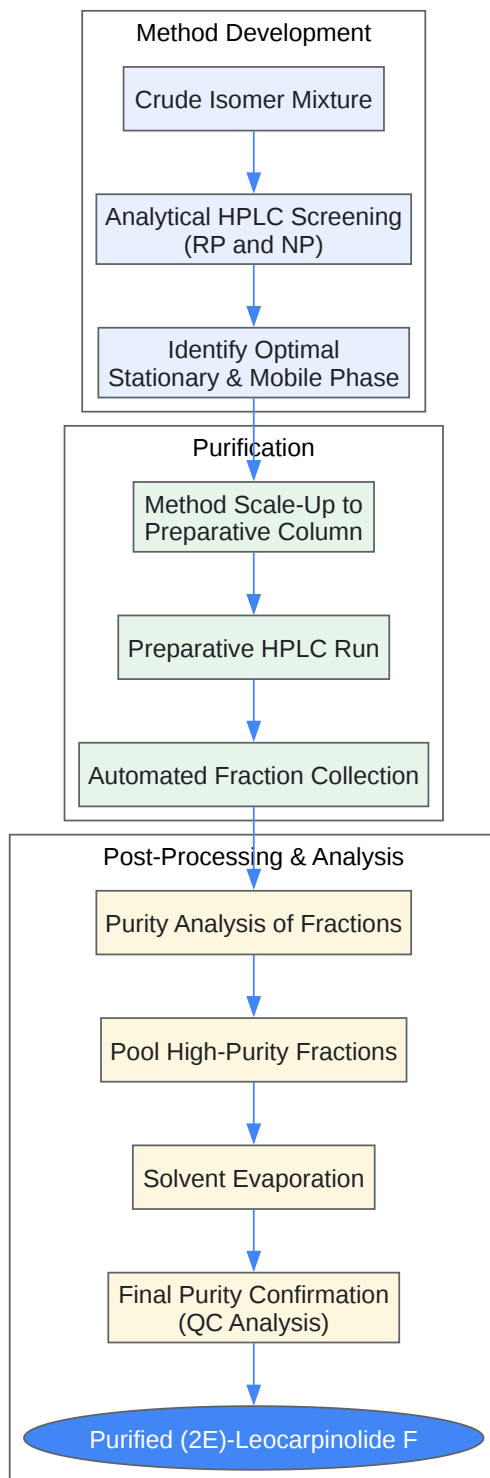 Method Development
Crude Isomer Mixture
Analytical HPLC Screening
(RP and NP)
Identify Optimal
Stationary & Mobile Phase
Purification
Method Scale-Up to
Preparative Column
Preparative HPLC Run
Automated Fraction Collection
Post-Processing & Analysis
Purity Analysis of Fractions
Pool High-Purity Fractions
Solvent Evaporation
Final Purity Confirmation
(QC Analysis)
Purified (2E)-Leocarpinolide F